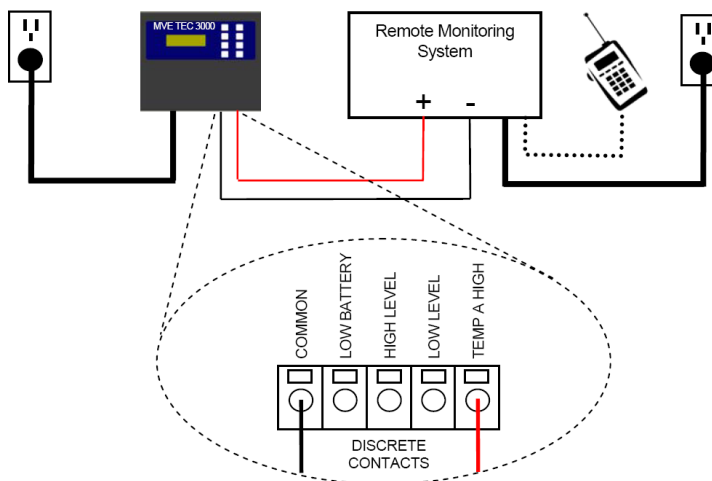 MVE TEC 3000
Remote Monitoring
System
+ -
COMMON
LOW BATTERY
HIGH LEVEL
LOW LEVEL
TEMP A HIGH
DISCRETE
CONTACTS